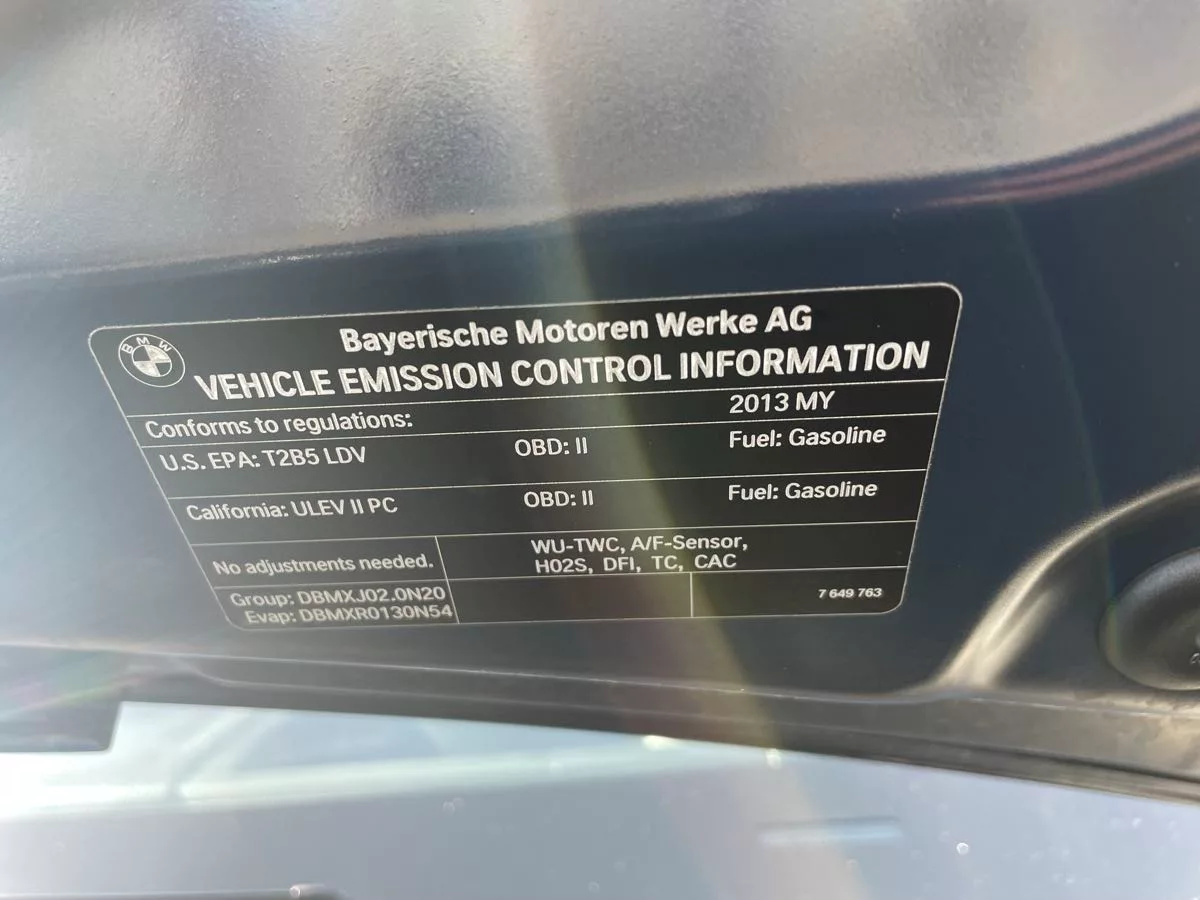 BMW
Bayerische Motoren Werke AG
VEHICLE EMISSION CONTROL INFORMATION
Conforms to regulations: 2013 MY
U.S. EPA: T2B5 LDV OBD: II Fuel: Gasoline
California: ULEV II PC OBD: II Fuel: Gasoline
No adjustments needed. WU-TWC, A/F-Sensor,
H02S, DFI, TC, CAC
Group: DBMXJ02.0N20
Evap: DBMXR0130N54
7 649 763